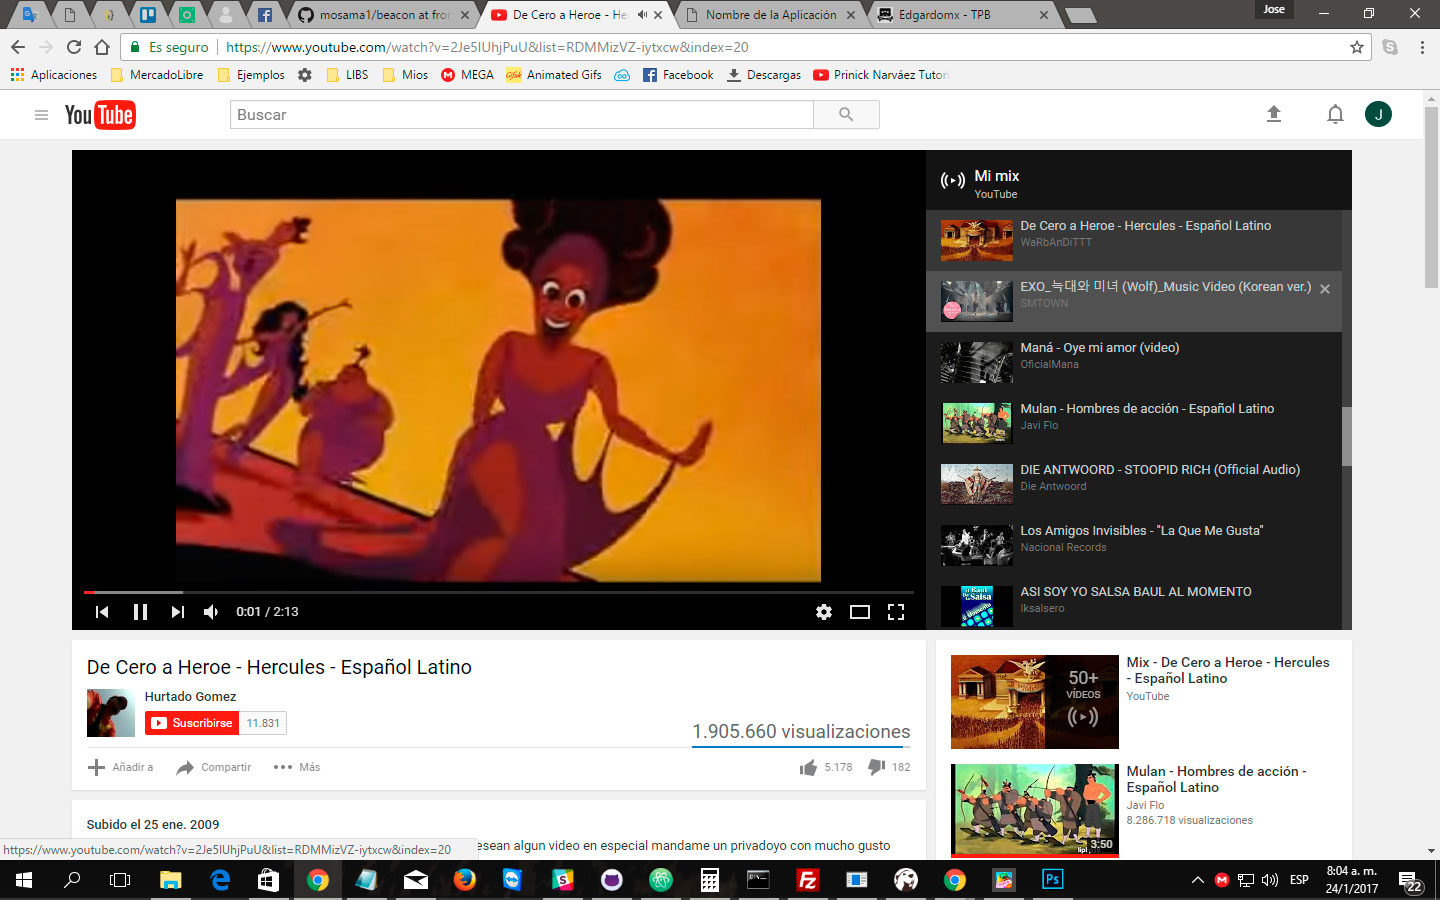 mosama1/beacon at fron
De Cero a Heroe - He
Nombre de la Aplicación
Edgardomx - TPB
Jose
Es seguro
https://www.youtube.com/watch?v=2Je5IUhjPuU&list=RDMMizVZ-iytxcw&index=20
Aplicaciones
MercadoLibre
Ejemplos
LIBS
Mios
MEGA
Animated Gifs
Facebook
Descargas
Prinick Narváez Tutor
YouTube
Buscar
J
Mi mix
YouTube
De Cero a Heroe - Hercules - Español Latino
WaRbAnDiTTT
EXO_늑대와 미녀 (Wolf)_Music Video (Korean ver.)
SMTOWN
Maná - Oye mi amor (video)
OficialMana
Mulan - Hombres de acción - Español Latino
Javi Flo
DIE ANTWOORD - STOOPID RICH (Official Audio)
Die Antwoord
Los Amigos Invisibles - "La Que Me Gusta"
Nacional Records
ASI SOY YO SALSA BAUL AL MOMENTO
Iksalsero
0:01 / 2:13
De Cero a Heroe - Hercules - Español Latino
Hurtado Gomez
Suscribirse 11.831
1.905.660 visualizaciones
Añadir a
Compartir
Más
5.178
182
Subido el 25 ene. 2009
esean algun video en especial mandame un privadoyo con mucho gusto
https://www.youtube.com/watch?v=2Je5IUhjPuU&list=RDMMizVZ-iytxcw&index=20
50+
VÍDEOS
Mix - De Cero a Heroe - Hercules
- Español Latino
YouTube
Mulan - Hombres de acción -
Español Latino
Javi Flo
8.286.718 visualizaciones
3:50
ESP
8:04 a. m.
24/1/2017
22